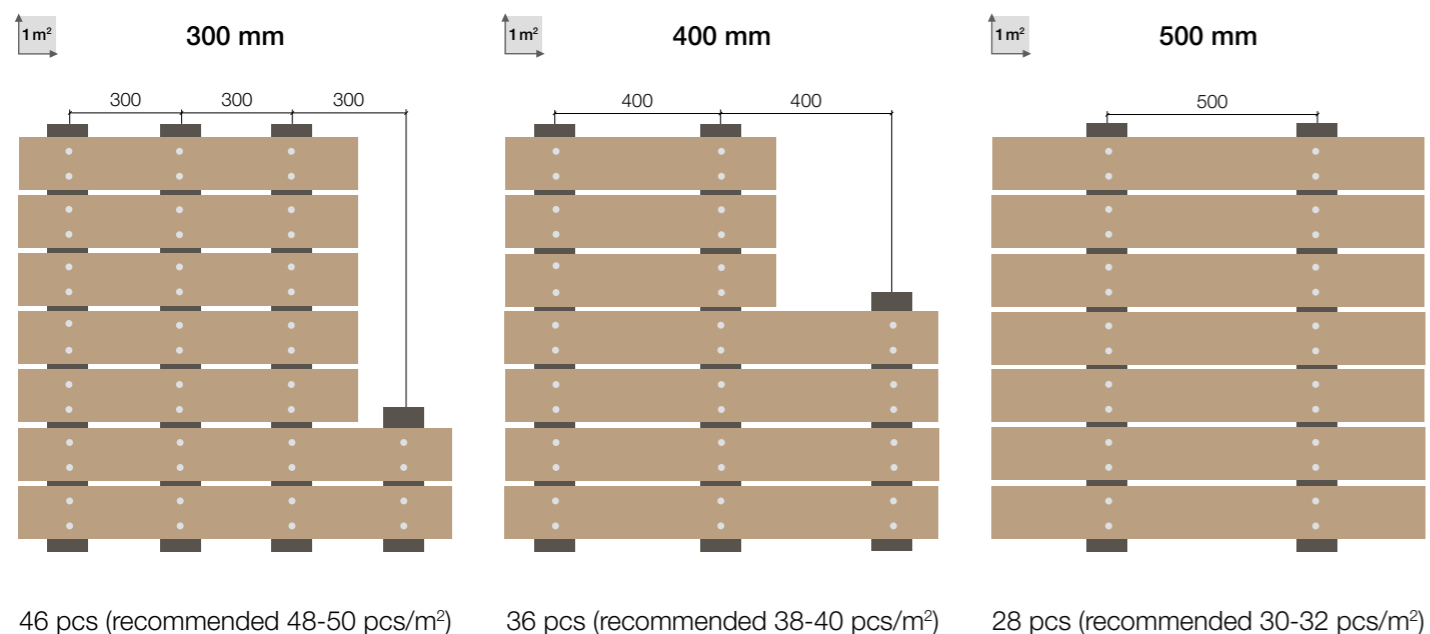 1 m²
300 mm
300 300 300
46 pcs (recommended 48-50 pcs/m²)
1 m²
400 mm
400 400
36 pcs (recommended 38-40 pcs/m²)
1 m²
500 mm
500
28 pcs (recommended 30-32 pcs/m²)